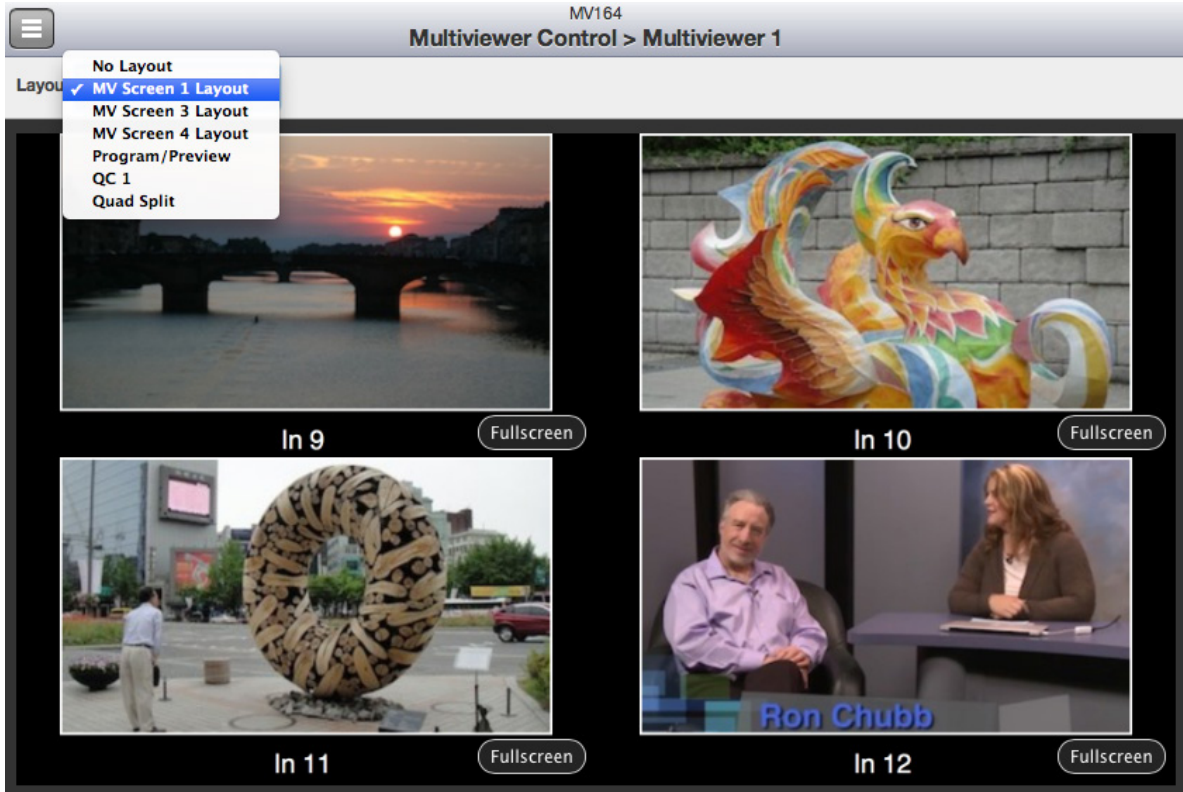 MV164
Multiviewer Control > Multiviewer 1
Layou
No Layout
✓ MV Screen 1 Layout
MV Screen 3 Layout
MV Screen 4 Layout
Program/Preview
QC 1
Quad Split
In 9
Fullscreen
In 10
Fullscreen
Ron Chubb
In 11
Fullscreen
In 12
Fullscreen